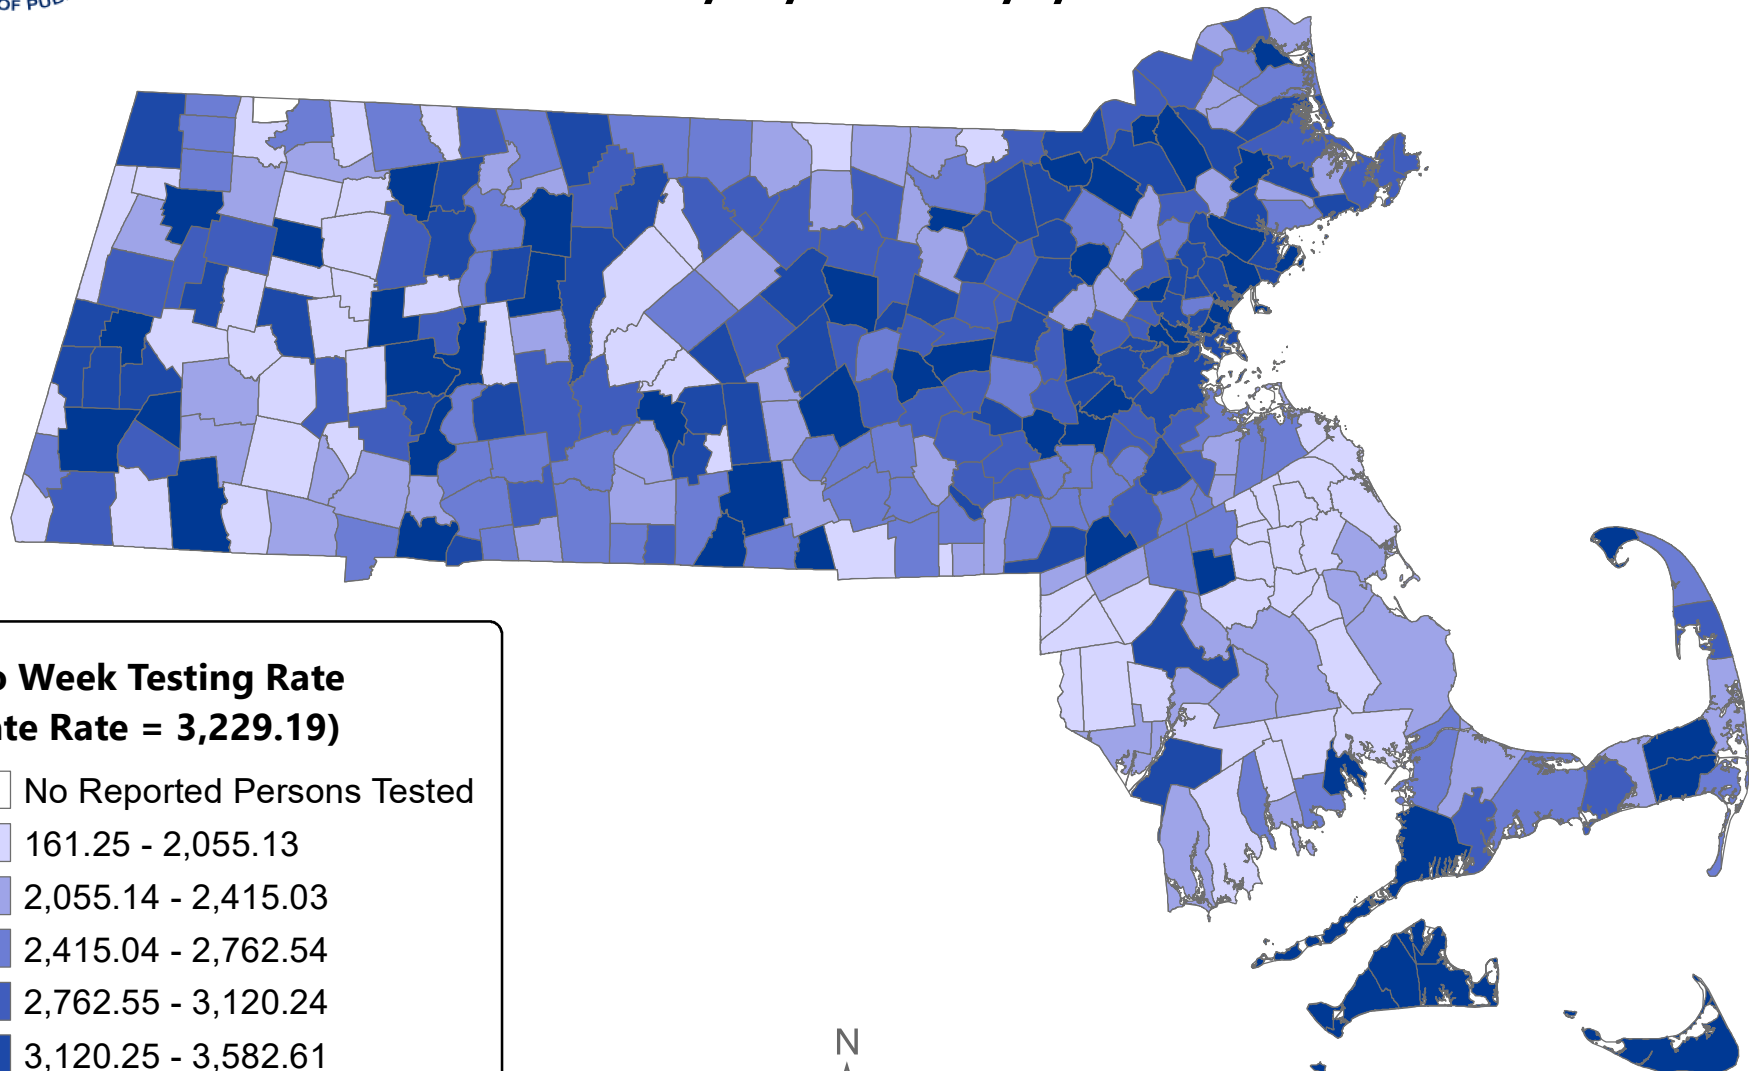 OF PUB
Week Testing Rate
Rate = 3,229.19)
No Reported Persons Tested
161.25 - 2,055.13
2,055.14 - 2,415.03
2,415.04 - 2,762.54
2,762.55 - 3,120.24
3,120.25 - 3,582.61
N